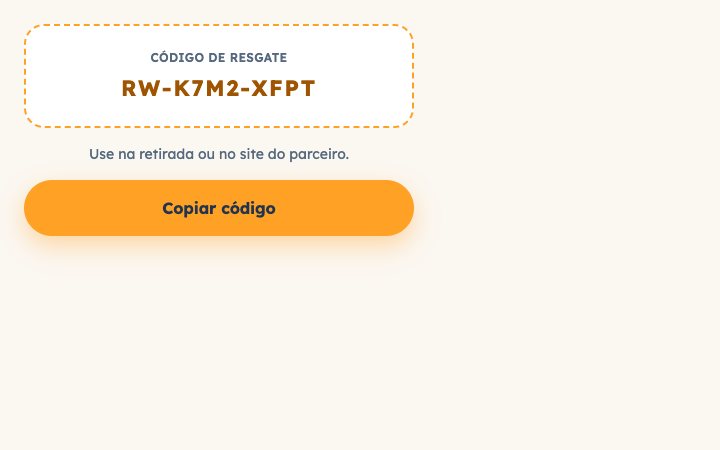 CÓDIGO DE RESGATE
RW-K7M2-XFPT
Use na retirada ou no site do parceiro.
Copiar código